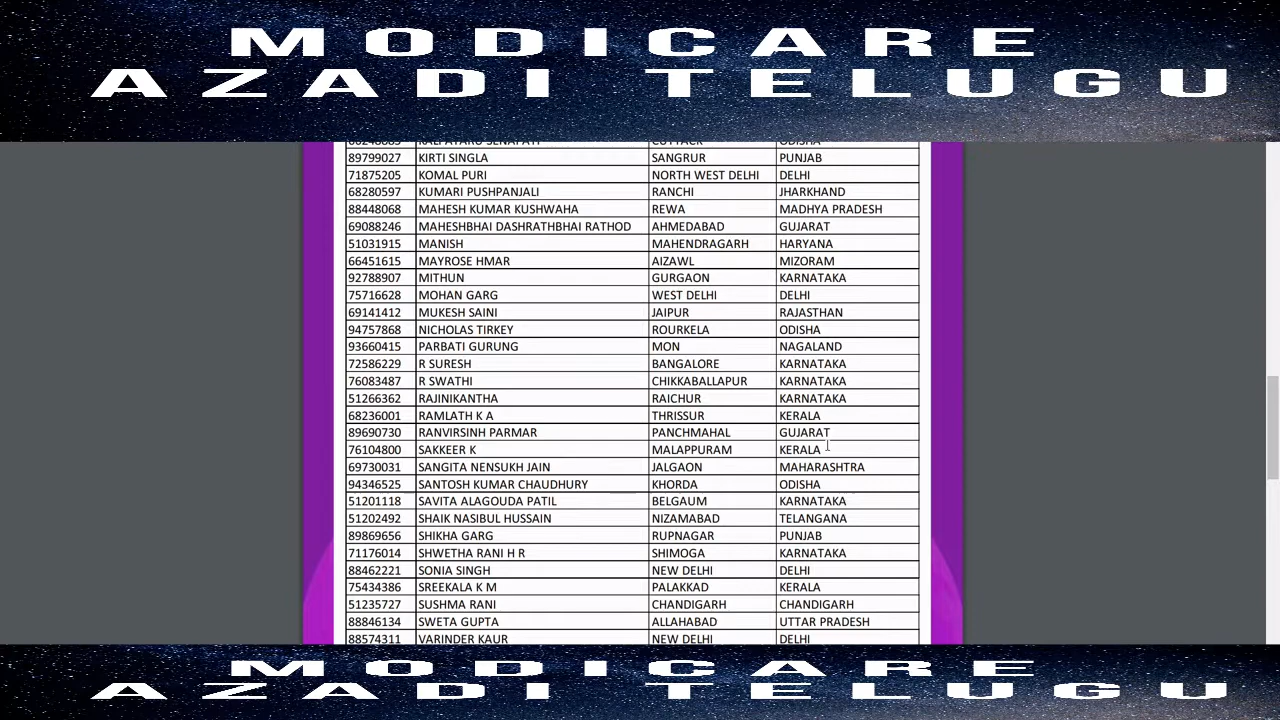 MODICARE
AZADI TELUGU
89799027 KIRTI SINGLA SANGRUR PUNJAB
71875205 KOMAL PURI NORTH WEST DELHI DELHI
68280597 KUMARI PUSHPANJALI RANCHI JHARKHAND
88448068 MAHESH KUMAR KUSHWAHA REWA MADHYA PRADESH
69088246 MAHESHBHAI DASHRATHBHAI RATHOD AHMEDABAD GUJARAT
51031915 MANISH MAHENDRAGARH HARYANA
66451615 MAYROSE HMAR AIZAWL MIZORAM
92788907 MITHUN GURGAON KARNATAKA
75716628 MOHAN GARG WEST DELHI DELHI
69141412 MUKESH SAINI JAIPUR RAJASTHAN
94757868 NICHOLAS TIRKEY ROURKELA ODISHA
93660415 PARBATI GURUNG MON NAGALAND
72586229 R SURESH BANGALORE KARNATAKA
76083487 R SWATHI CHIKKABALLAPUR KARNATAKA
51266362 RAJINIKANTHA RAICHUR KARNATAKA
68236001 RAMLATH K A THRISSUR KERALA
89690730 RANVIRSINH PARMAR PANCHMAHAL GUJARAT
76104800 SAKKEER K MALAPPURAM KERALA
69730031 SANGITA NENSUKH JAIN JALGAON MAHARASHTRA
94346525 SANTOSH KUMAR CHAUDHURY KHORDA ODISHA
51201118 SAVITA ALAGOUDA PATIL BELGAUM KARNATAKA
51202492 SHAIK NASIBUL HUSSAIN NIZAMABAD TELANGANA
89869656 SHIKHA GARG RUPNAGAR PUNJAB
71176014 SHWETHA RANI H R SHIMOGA KARNATAKA
88462221 SONIA SINGH NEW DELHI DELHI
75434386 SREEKALA K M PALAKKAD KERALA
51235727 SUSHMA RANI CHANDIGARH CHANDIGARH
88846134 SWETA GUPTA ALLAHABAD UTTAR PRADESH
88574311 VARINDER KAUR NEW DELHI DELHI
MODICARE
AZADI TELUGU